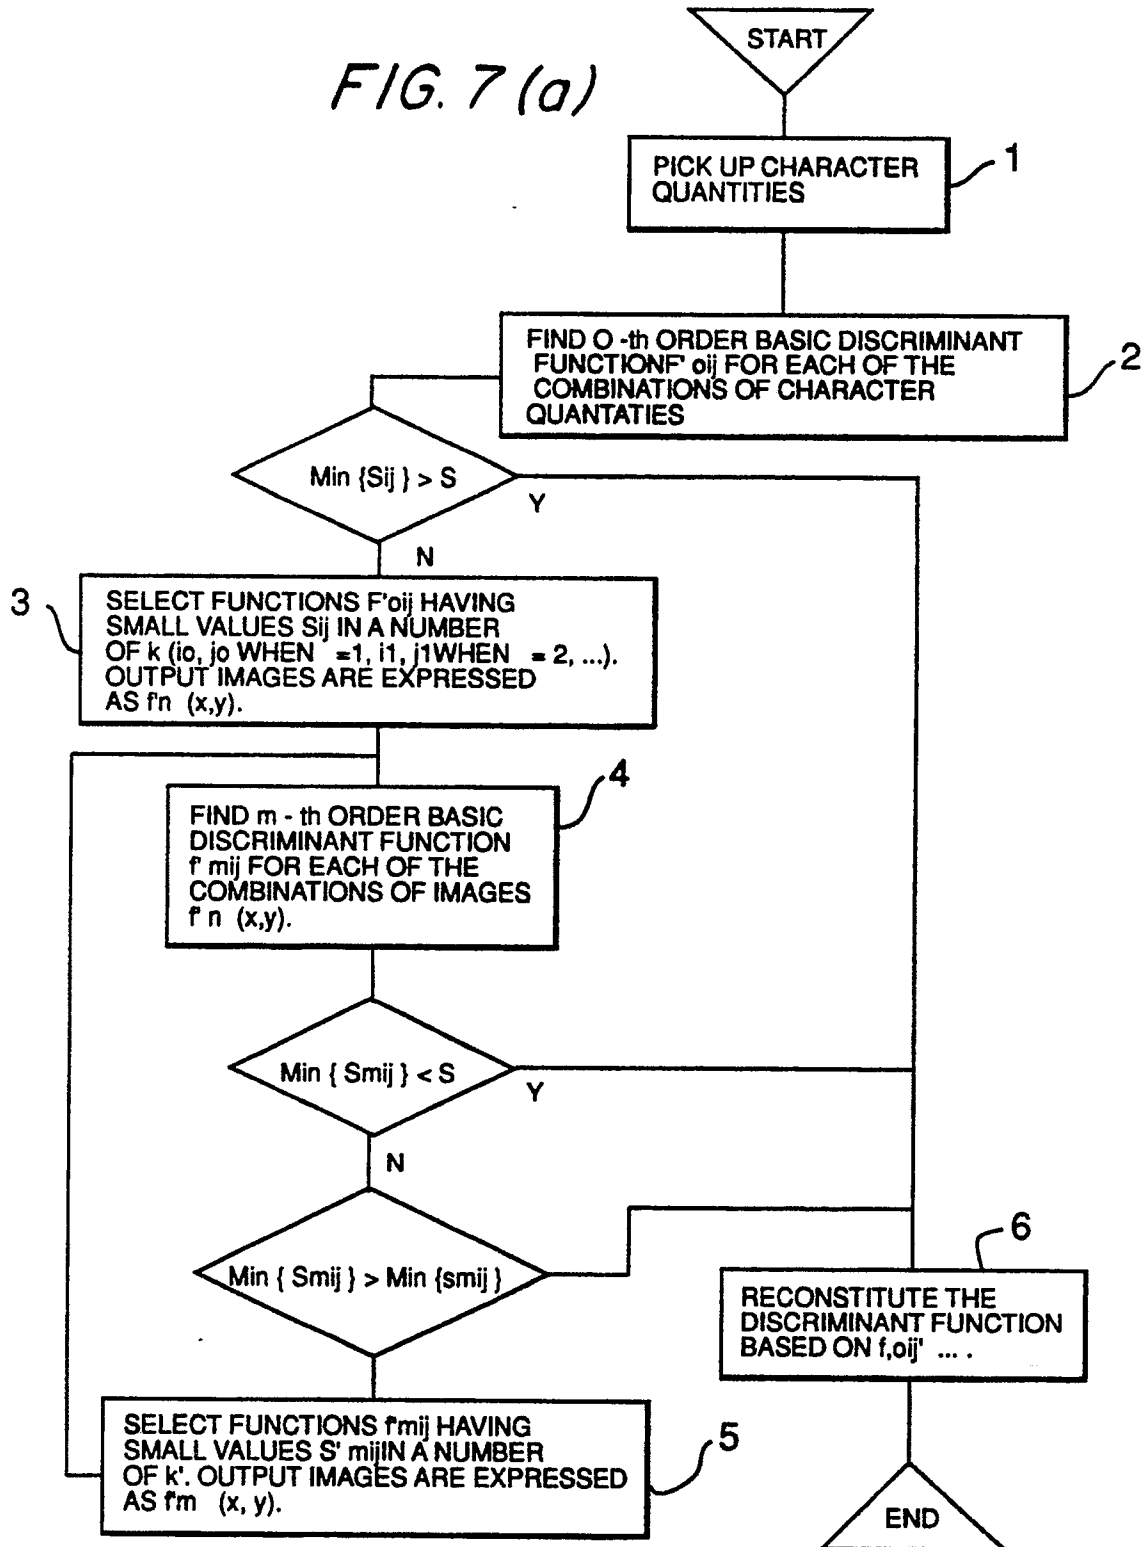 START
FIG. 7 (a)
PICK UP CHARACTER
QUANTITIES
1
FIND O -th ORDER BASIC DISCRIMINANT
FUNCTIONF' oij FOR EACH OF THE
COMBINATIONS OF CHARACTER
QUANTATIES
2
Min {Sij } > S
Y
N
3
SELECT FUNCTIONS F'oij HAVING
SMALL VALUES Sij IN A NUMBER
OF k (io, jo WHEN =1, i1, j1WHEN = 2, ...).
OUTPUT IMAGES ARE EXPRESSED
AS f'n (x,y).
4
FIND m - th ORDER BASIC
DISCRIMINANT FUNCTION
f' mij FOR EACH OF THE
COMBINATIONS OF IMAGES
f' n (x,y).
Min { Smij } < S
Y
N
Min { Smij } > Min {smij }
6
RECONSTITUTE THE
DISCRIMINANT FUNCTION
BASED ON f,oij' ... .
SELECT FUNCTIONS f'mij HAVING
SMALL VALUES S' mijIN A NUMBER
OF k'. OUTPUT IMAGES ARE EXPRESSED
AS f'm (x, y).
5
END